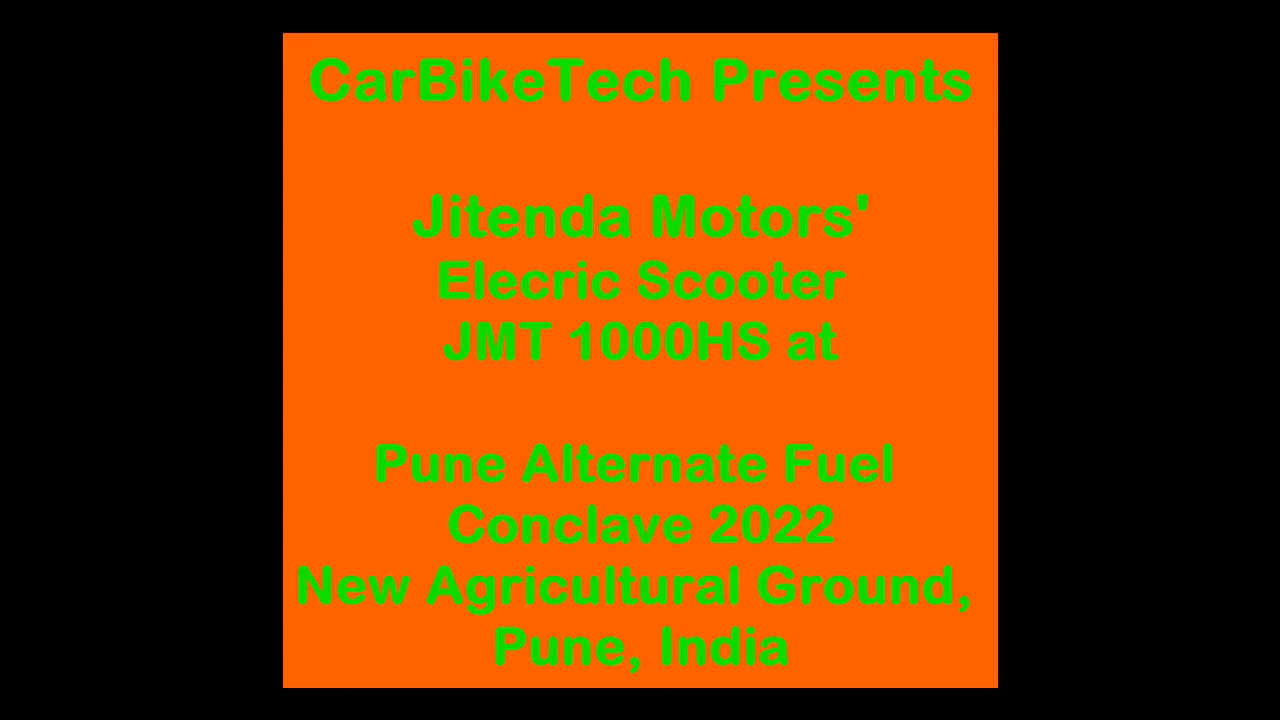 CarBikeTech Presents
Jitenda Motors'
Elecric Scooter
JMT 1000HS at
Pune Alternate Fuel
Conclave 2022
New Agricultural Ground,
Pune, India